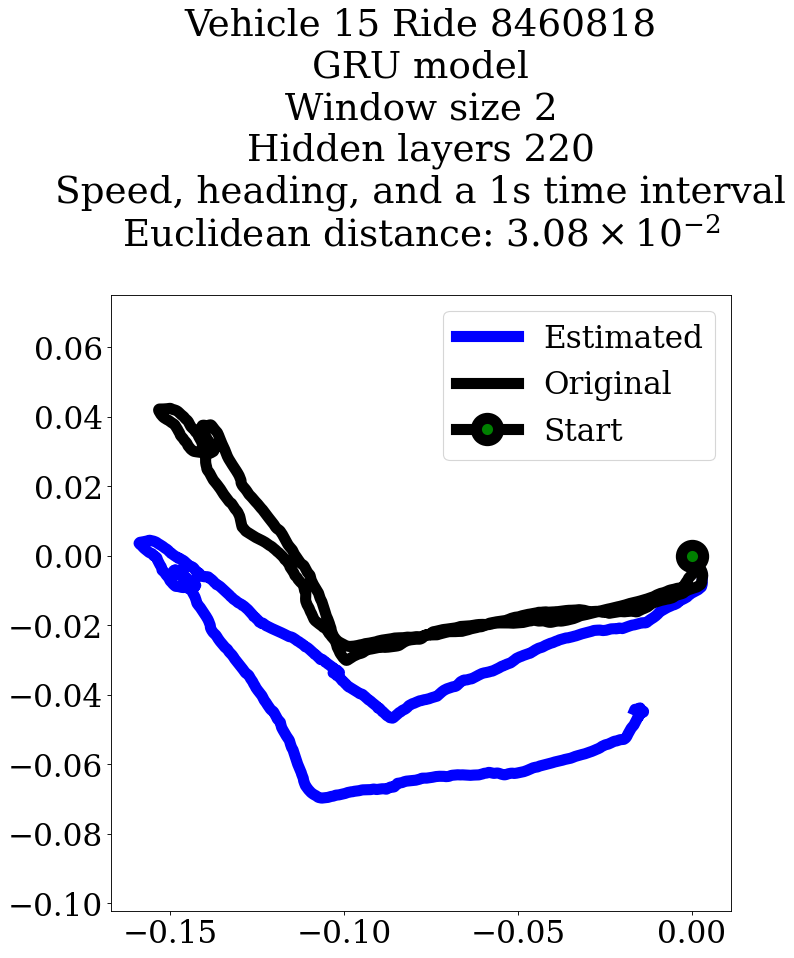 Vehicle 15 Ride 8460818
GRU model
Window size 2
Hidden layers 220
Speed, heading, and a 1s time interval
Euclidean distance: 3.08 × 10⁻²
Estimated
Original
Start
0.06
0.04
0.02
0.00
−0.02
−0.04
−0.06
−0.08
−0.10
−0.15 −0.10 −0.05 0.00